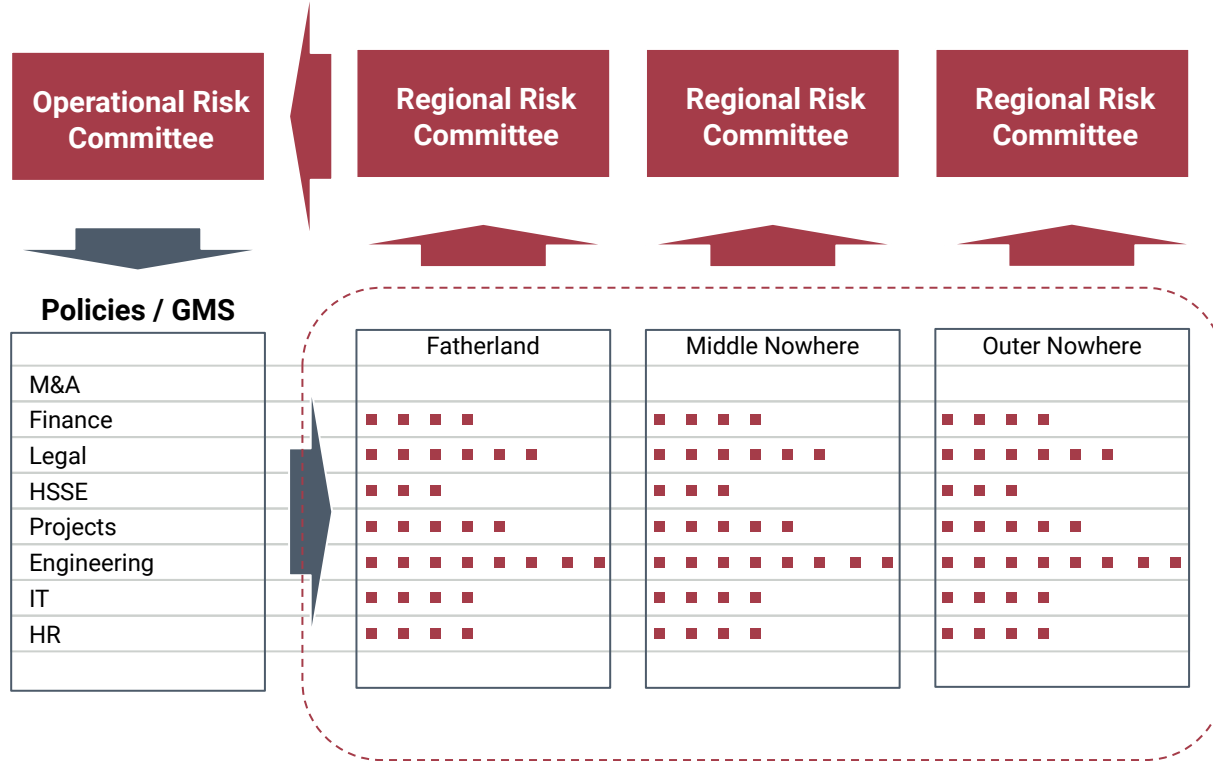 Operational Risk
Committee
Regional Risk
Committee
Regional Risk
Committee
Regional Risk
Committee
Policies / GMS
Fatherland
Middle Nowhere
Outer Nowhere
M&A
Finance
Legal
HSSE
Projects
Engineering
IT
HR